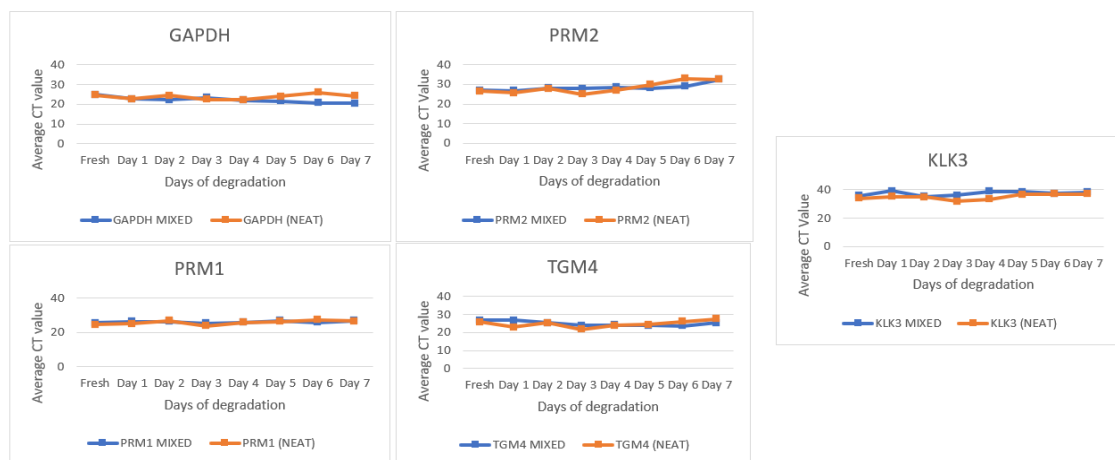 GAPDH
Average CT value
40
30
20
10
0
Fresh Day 1 Day 2 Day 3 Day 4 Day 5 Day 6 Day 7
Days of degradation
GAPDH MIXED GAPDH (NEAT)
PRM2
Average CT Value
40
30
20
10
0
Fresh Day 1 Day 2 Day 3 Day 4 Day 5 Day 6 Day 7
Days of degradation
PRM2 MIXED PRM2 (NEAT)
PRM1
Average CT value
40
20
0
Fresh Day 1 Day 2 Day 3 Day 4 Day 5 Day 6 Day 7
Days of degradation
PRM1 MIXED PRM1 (NEAT)
TGM4
Average CT value
40
30
20
10
0
Fresh Day 1 Day 2 Day 3 Day 4 Day 5 Day 6 Day 7
Days of degradation
TGM4 MIXED TGM4 (NEAT)
KLK3
Average CT Value
40
20
0
Fresh Day 1 Day 2 Day 3 Day 4 Day 5 Day 6 Day 7
Days of degradation
KLK3 MIXED KLK3 (NEAT)